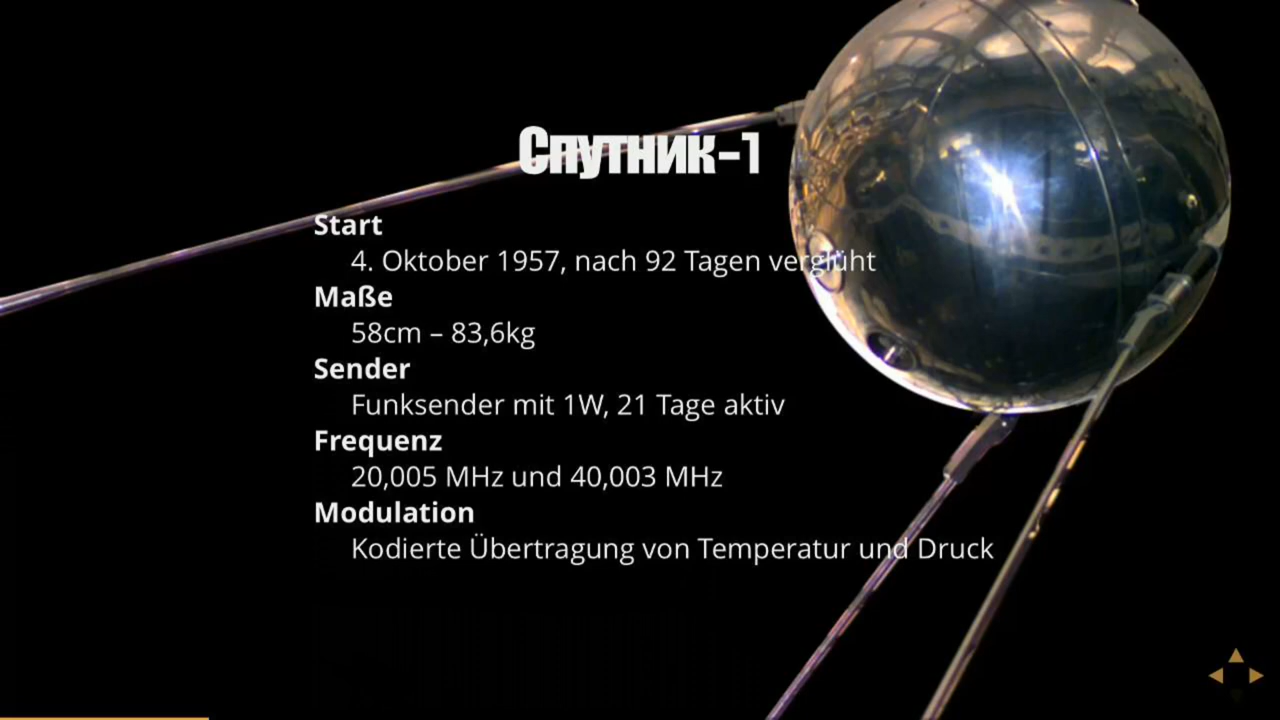 Спутник-1
Start
4. Oktober 1957, nach 92 Tagen verglüht
Maße
58cm – 83,6kg
Sender
Funksender mit 1W, 21 Tage aktiv
Frequenz
20,005 MHz und 40,003 MHz
Modulation
Kodierte Übertragung von Temperatur und Druck